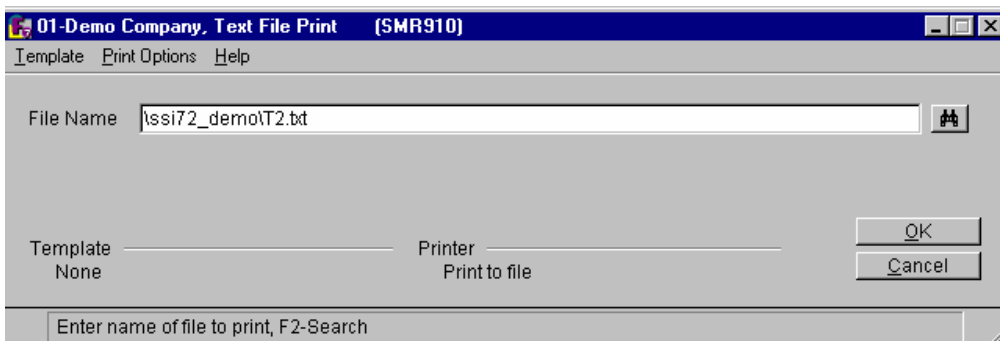 01-Demo Company, Text File Print (SMR910)
Template Print Options Help
File Name \ssi72_demo\T2.txt
OK
Template Printer
None Print to file
Cancel
Enter name of file to print, F2-Search